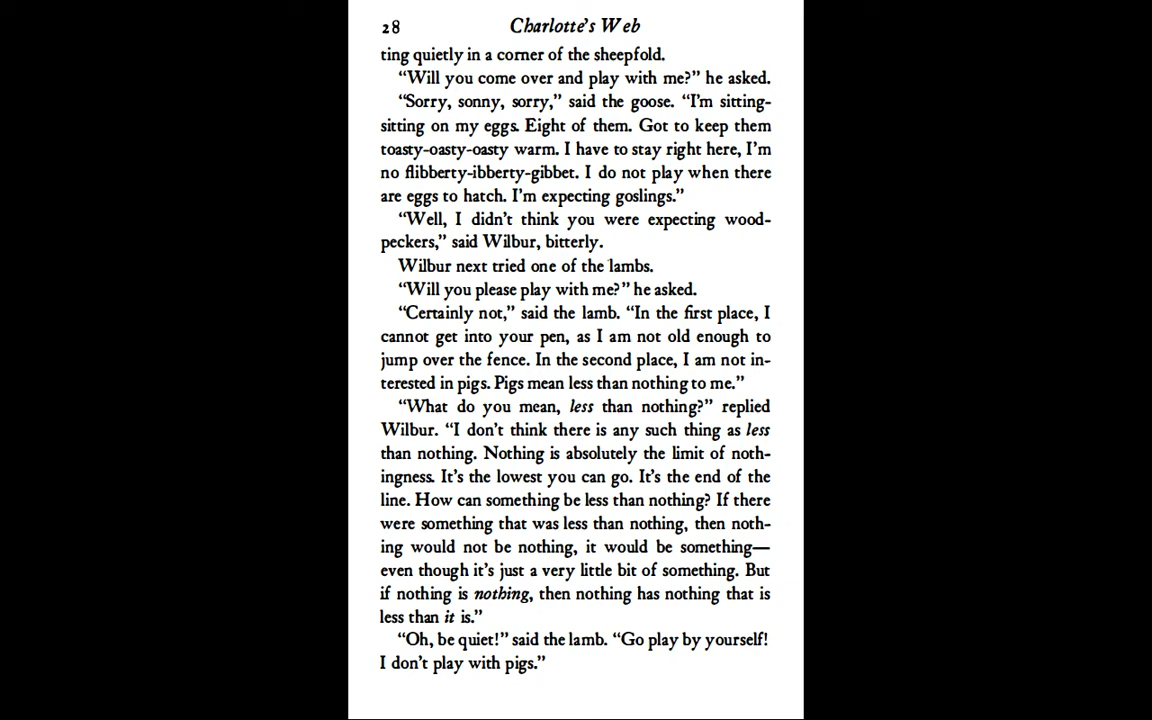 28 Charlotte's Web
ting quietly in a corner of the sheepfold.
“Will you come over and play with me?” he asked.
“Sorry, sonny, sorry,” said the goose. “I'm sitting-
sitting on my eggs. Eight of them. Got to keep them
toasty-oasty-oasty warm. I have to stay right here, I'm
no flibberty-ibberty-gibbet. I do not play when there
are eggs to hatch. I'm expecting goslings.”
“Well, I didn't think you were expecting wood-
peckers,” said Wilbur, bitterly.
Wilbur next tried one of the lambs.
“Will you please play with me?” he asked.
“Certainly not,” said the lamb. “In the first place, I
cannot get into your pen, as I am not old enough to
jump over the fence. In the second place, I am not in-
terested in pigs. Pigs mean less than nothing to me.”
“What do you mean, less than nothing?” replied
Wilbur. “I don't think there is any such thing as less
than nothing. Nothing is absolutely the limit of noth-
ingness. It's the lowest you can go. It's the end of the
line. How can something be less than nothing? If there
were something that was less than nothing, then noth-
ing would not be nothing, it would be something—
even though it's just a very little bit of something. But
if nothing is nothing, then nothing has nothing that is
less than it is.”
“Oh, be quiet!” said the lamb. “Go play by yourself!
I don't play with pigs.”